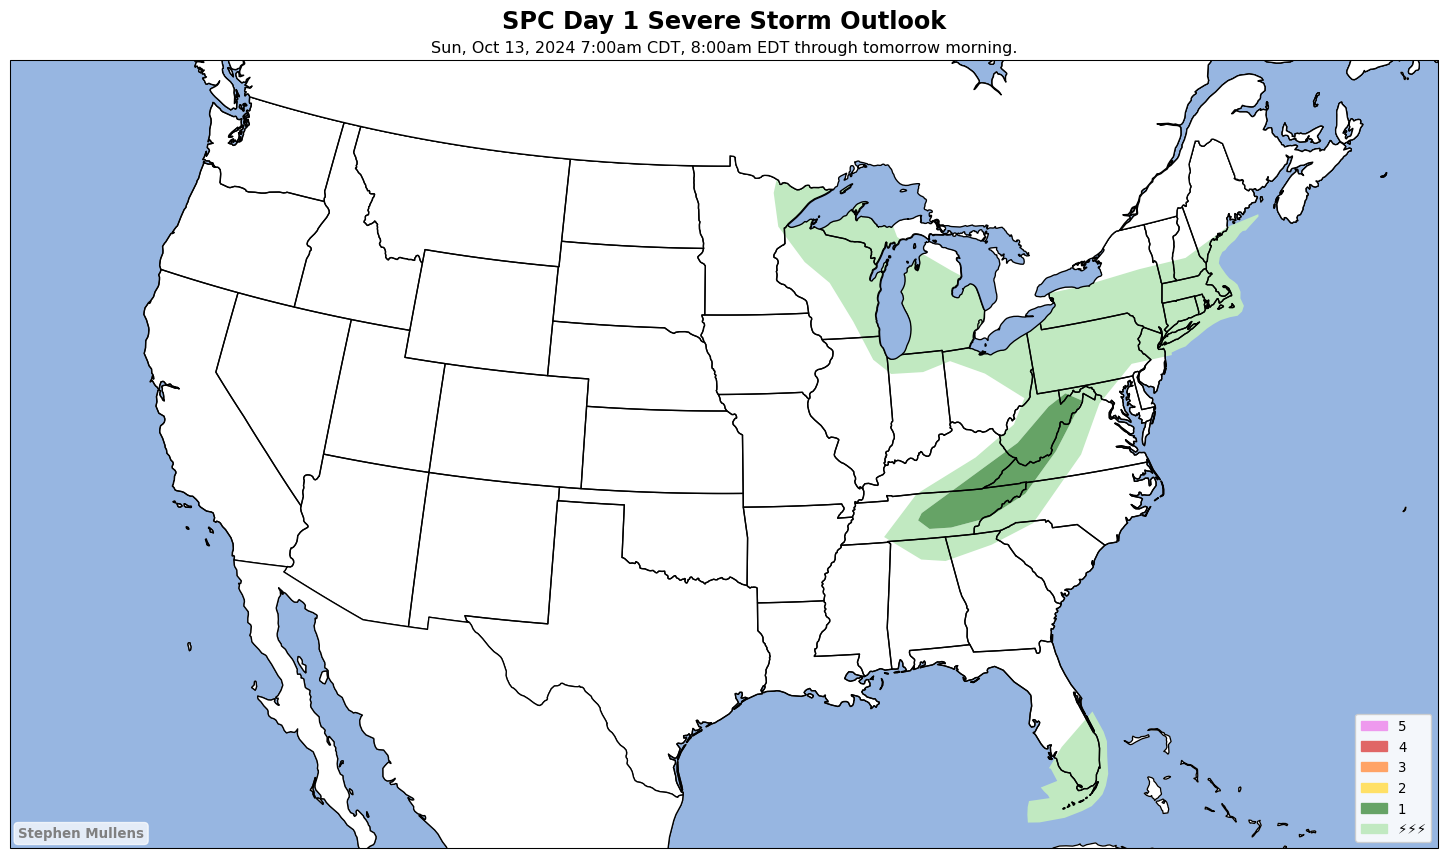 SPC Day 1 Severe Storm Outlook
Sun, Oct 13, 2024 7:00am CDT, 8:00am EDT through tomorrow morning.
5
4
3
2
1
⚡⚡⚡
Stephen Mullens